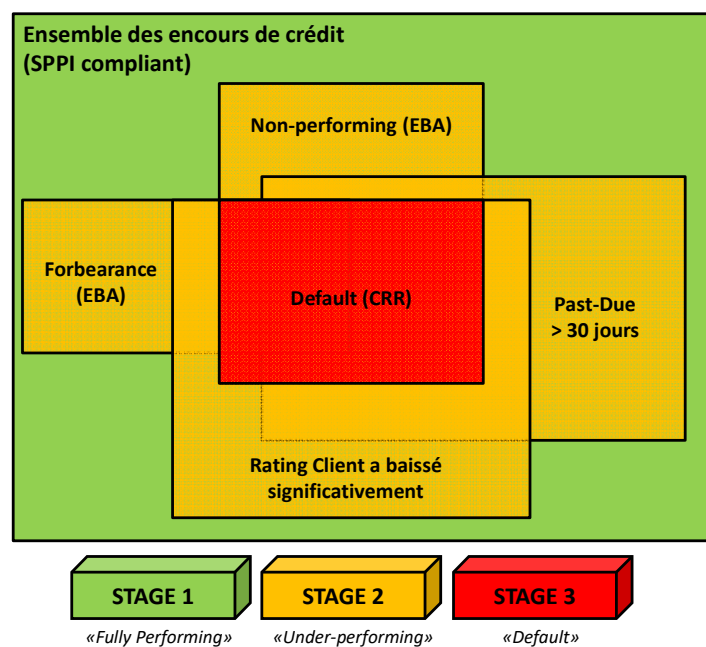 Ensemble des encours de crédit
(SPPI compliant)
Non-performing (EBA)
Forbearance
(EBA)
Default (CRR)
Past-Due
> 30 jours
Rating Client a baissé
significativement
STAGE 1
STAGE 2
STAGE 3
«Fully Performing»
«Under-performing»
«Default»